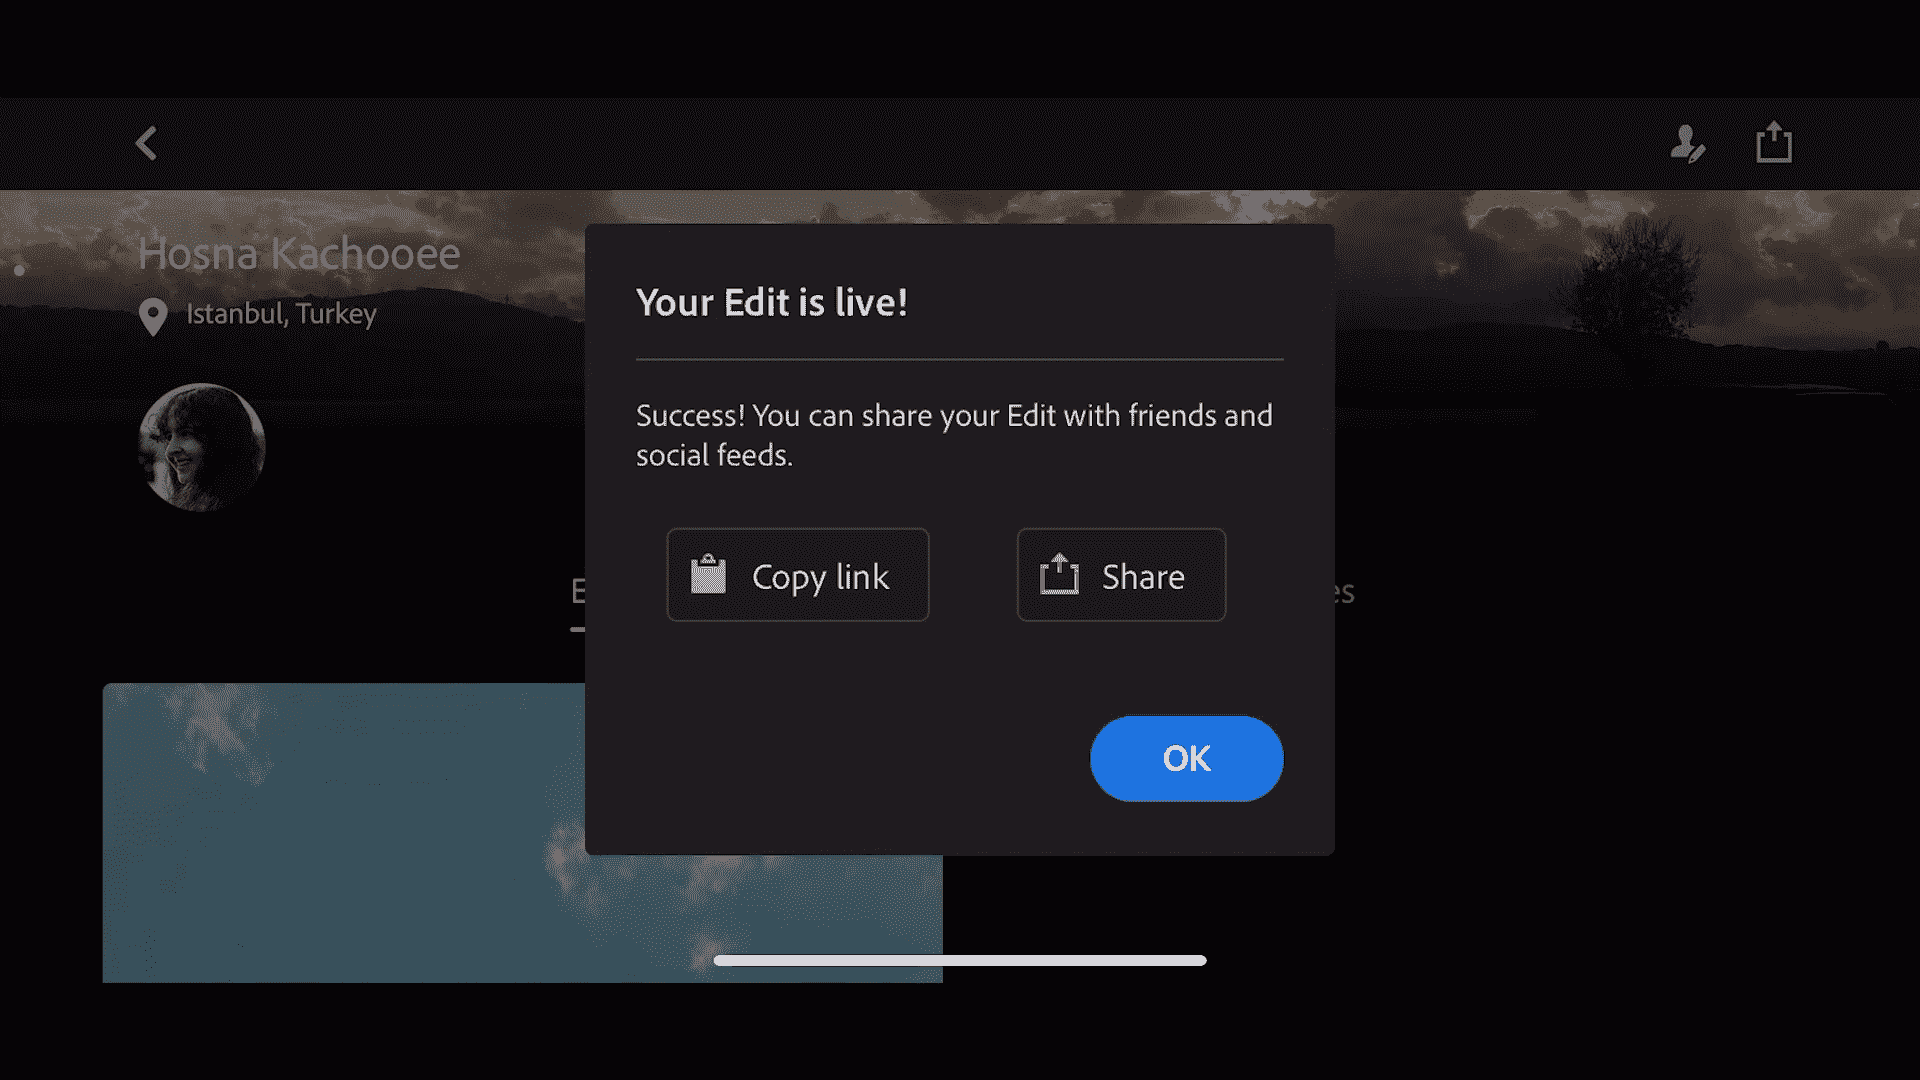 Hosna Kachooee
Istanbul, Turkey
Your Edit is live!
Success! You can share your Edit with friends and
social feeds.
Copy link
Share
OK